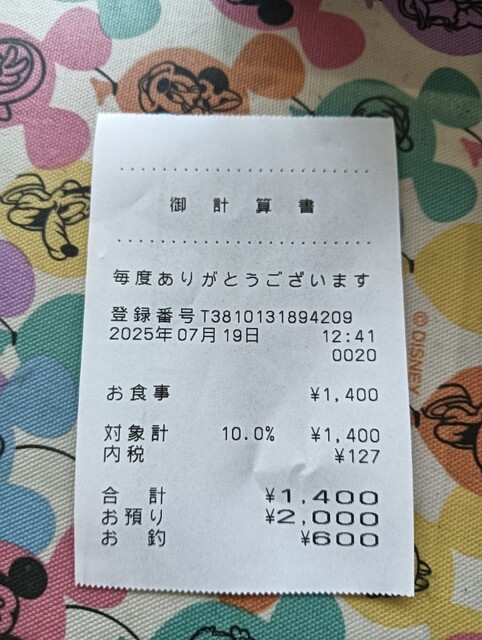 御計算書
毎度ありがとうございます
登録番号T3810131894209
2025年07月19日 12:41
0020
お食事 ¥1,400
対象計 10.0% ¥1,400
内税 ¥127
合計 ¥1,400
お預り ¥2,000
お釣 ¥600
© DISNEY